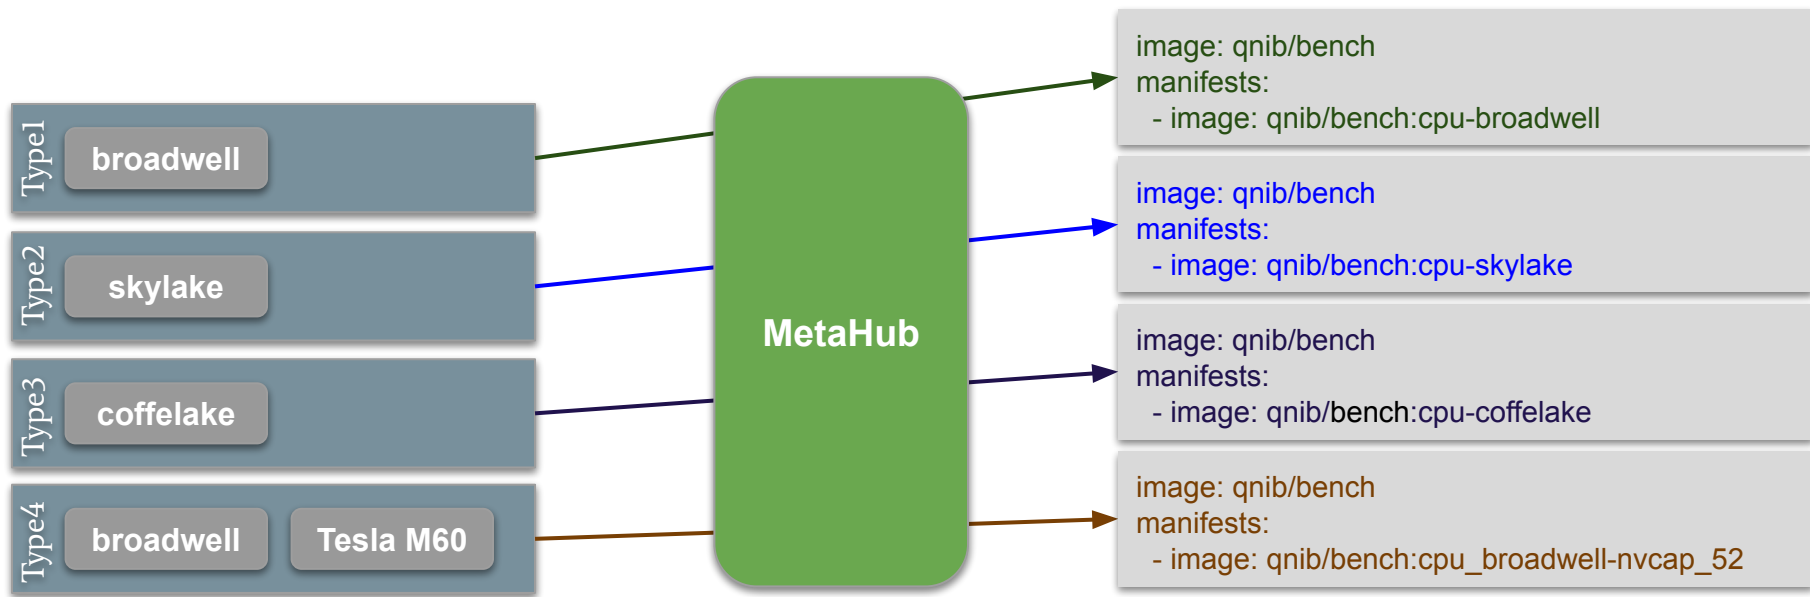 Type1
broadwell
Type2
skylake
Type3
coffelake
Type4
broadwell Tesla M60
MetaHub
image: qnib/bench
manifests:
- image: qnib/bench:cpu-broadwell
image: qnib/bench
manifests:
- image: qnib/bench:cpu-skylake
image: qnib/bench
manifests:
- image: qnib/bench:cpu-coffelake
image: qnib/bench
manifests:
- image: qnib/bench:cpu_broadwell-nvcap_52